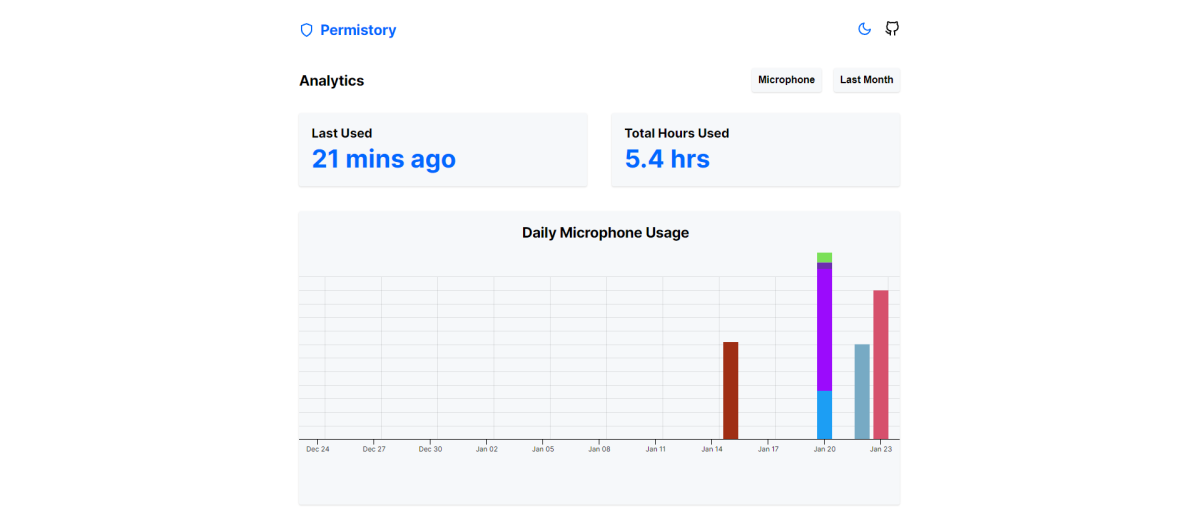 Permistory
Analytics
Microphone
Last Month
Last Used
21 mins ago
Total Hours Used
5.4 hrs
Daily Microphone Usage
Dec 24 Dec 27 Dec 30 Jan 02 Jan 05 Jan 08 Jan 11 Jan 14 Jan 17 Jan 20 Jan 23